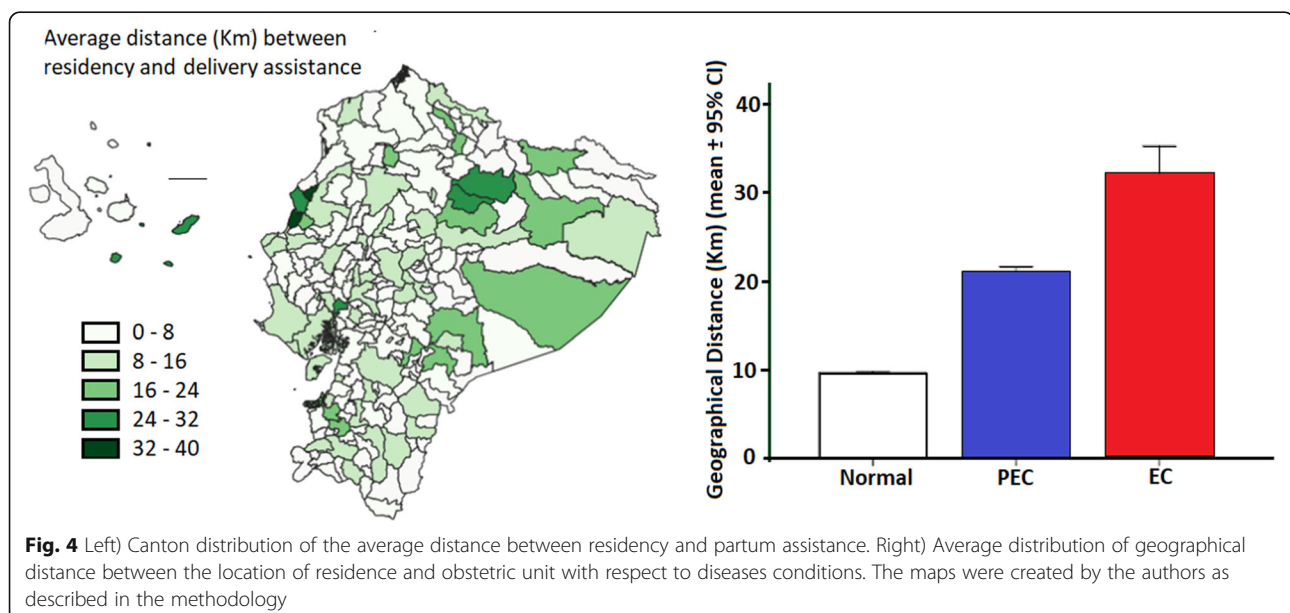 Average distance (Km) between
residency and delivery assistance
0 - 8
8 - 16
16 - 24
24 - 32
32 - 40
Geographical Distance (Km) (mean ± 95% CI)
40
30
20
10
0
Normal PEC EC
Fig. 4 Left) Canton distribution of the average distance between residency and partum assistance. Right) Average distribution of geographical
distance between the location of residence and obstetric unit with respect to diseases conditions. The maps were created by the authors as
described in the methodology